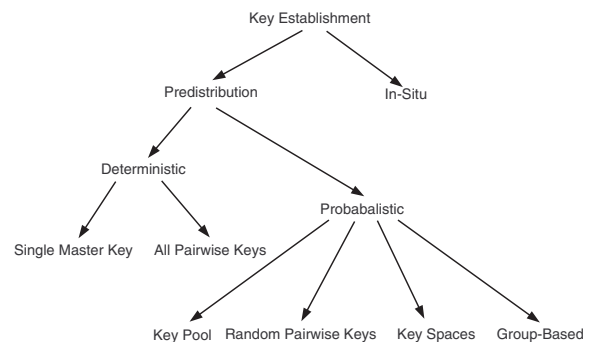 Key Establishment
Predistribution
In-Situ
Deterministic
Probabalistic
Single Master Key
All Pairwise Keys
Key Pool
Random Pairwise Keys
Key Spaces
Group-Based